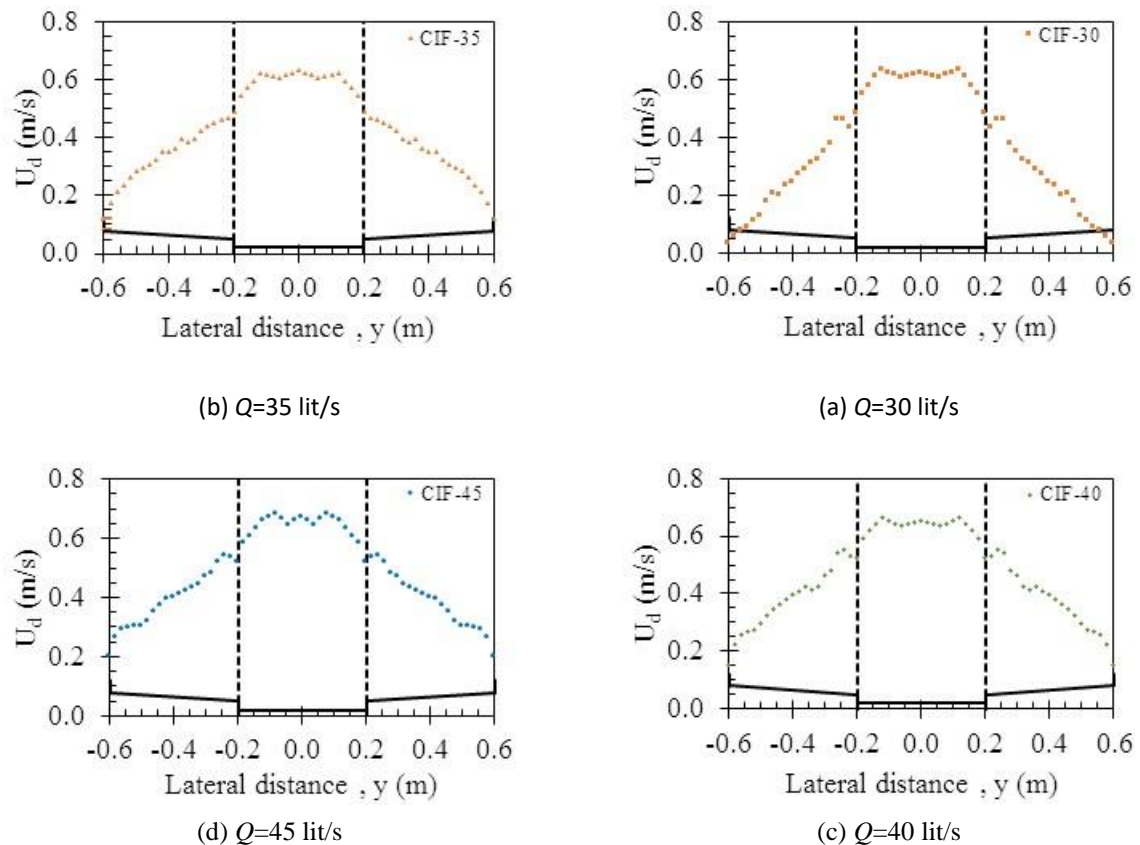 CIF-35
0.8
0.6
0.4
0.2
0.0
U_d (m/s)
-0.6 -0.4 -0.2 0.0 0.2 0.4 0.6
Lateral distance , y (m)
(b) Q=35 lit/s
CIF-30
0.8
0.6
0.4
0.2
0.0
U_d (m/s)
-0.6 -0.4 -0.2 0.0 0.2 0.4 0.6
Lateral distance , y (m)
(a) Q=30 lit/s
CIF-45
0.8
0.6
0.4
0.2
0.0
U_d (m/s)
-0.6 -0.4 -0.2 0.0 0.2 0.4 0.6
Lateral distance , y (m)
(d) Q=45 lit/s
CIF-40
0.8
0.6
0.4
0.2
0.0
U_d (m/s)
-0.6 -0.4 -0.2 0.0 0.2 0.4 0.6
Lateral distance , y (m)
(c) Q=40 lit/s